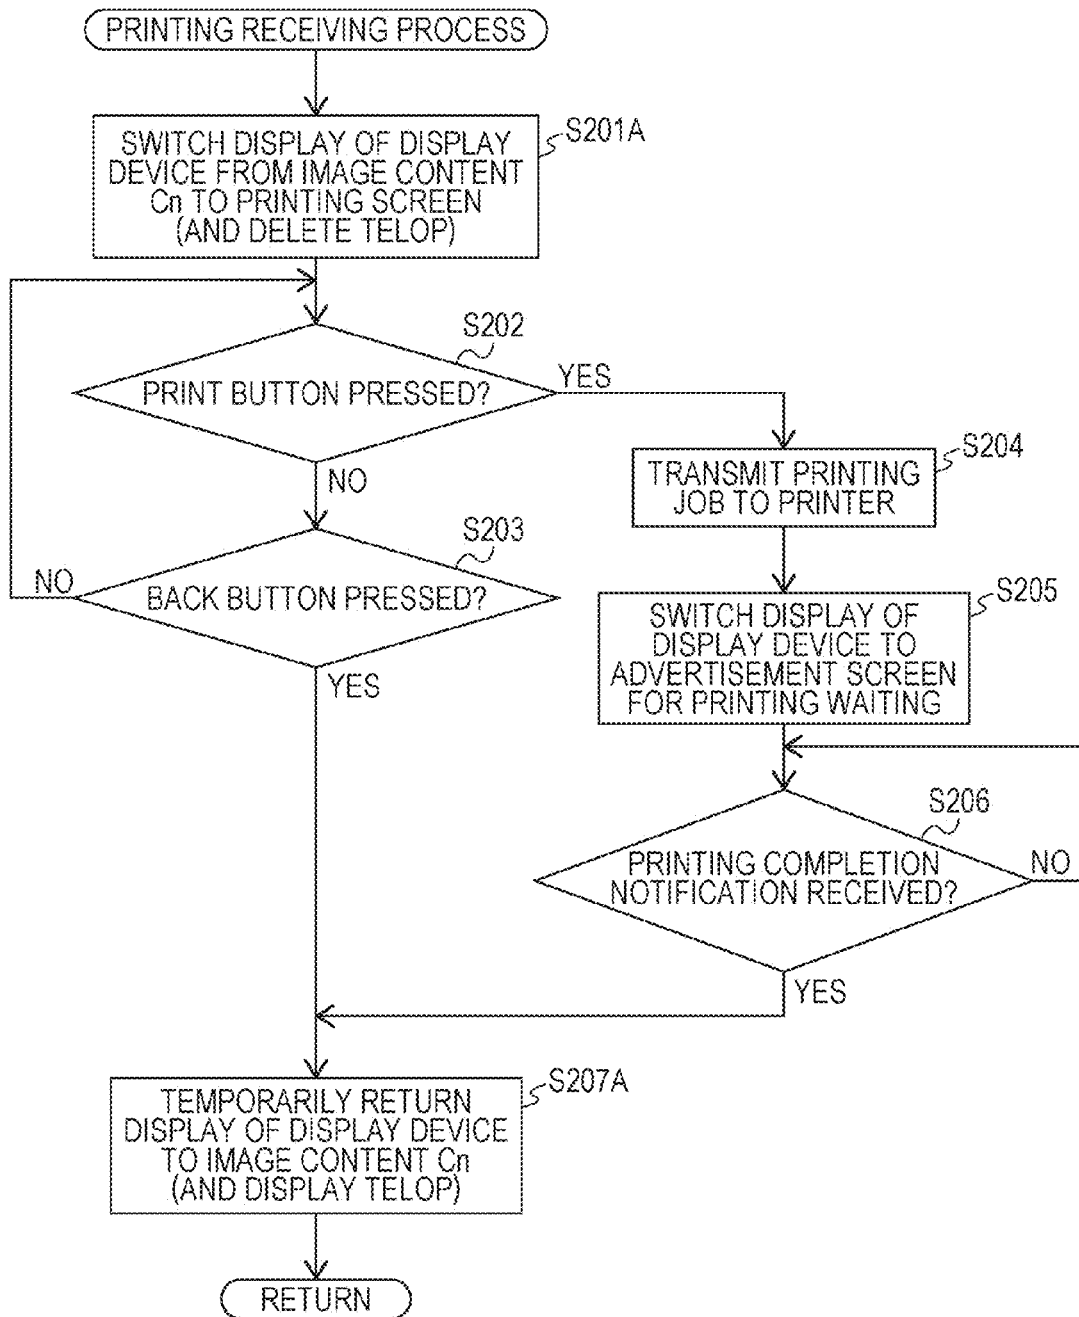 PRINTING RECEIVING PROCESS
S201A
SWITCH DISPLAY OF DISPLAY
DEVICE FROM IMAGE CONTENT
Cn TO PRINTING SCREEN
(AND DELETE TELOP)
S202
PRINT BUTTON PRESSED?
YES
NO
S204
TRANSMIT PRINTING
JOB TO PRINTER
S203
BACK BUTTON PRESSED?
NO
YES
S205
SWITCH DISPLAY OF
DISPLAY DEVICE TO
ADVERTISEMENT SCREEN
FOR PRINTING WAITING
S206
PRINTING COMPLETION
NOTIFICATION RECEIVED?
NO
YES
S207A
TEMPORARILY RETURN
DISPLAY OF DISPLAY DEVICE
TO IMAGE CONTENT Cn
(AND DISPLAY TELOP)
RETURN